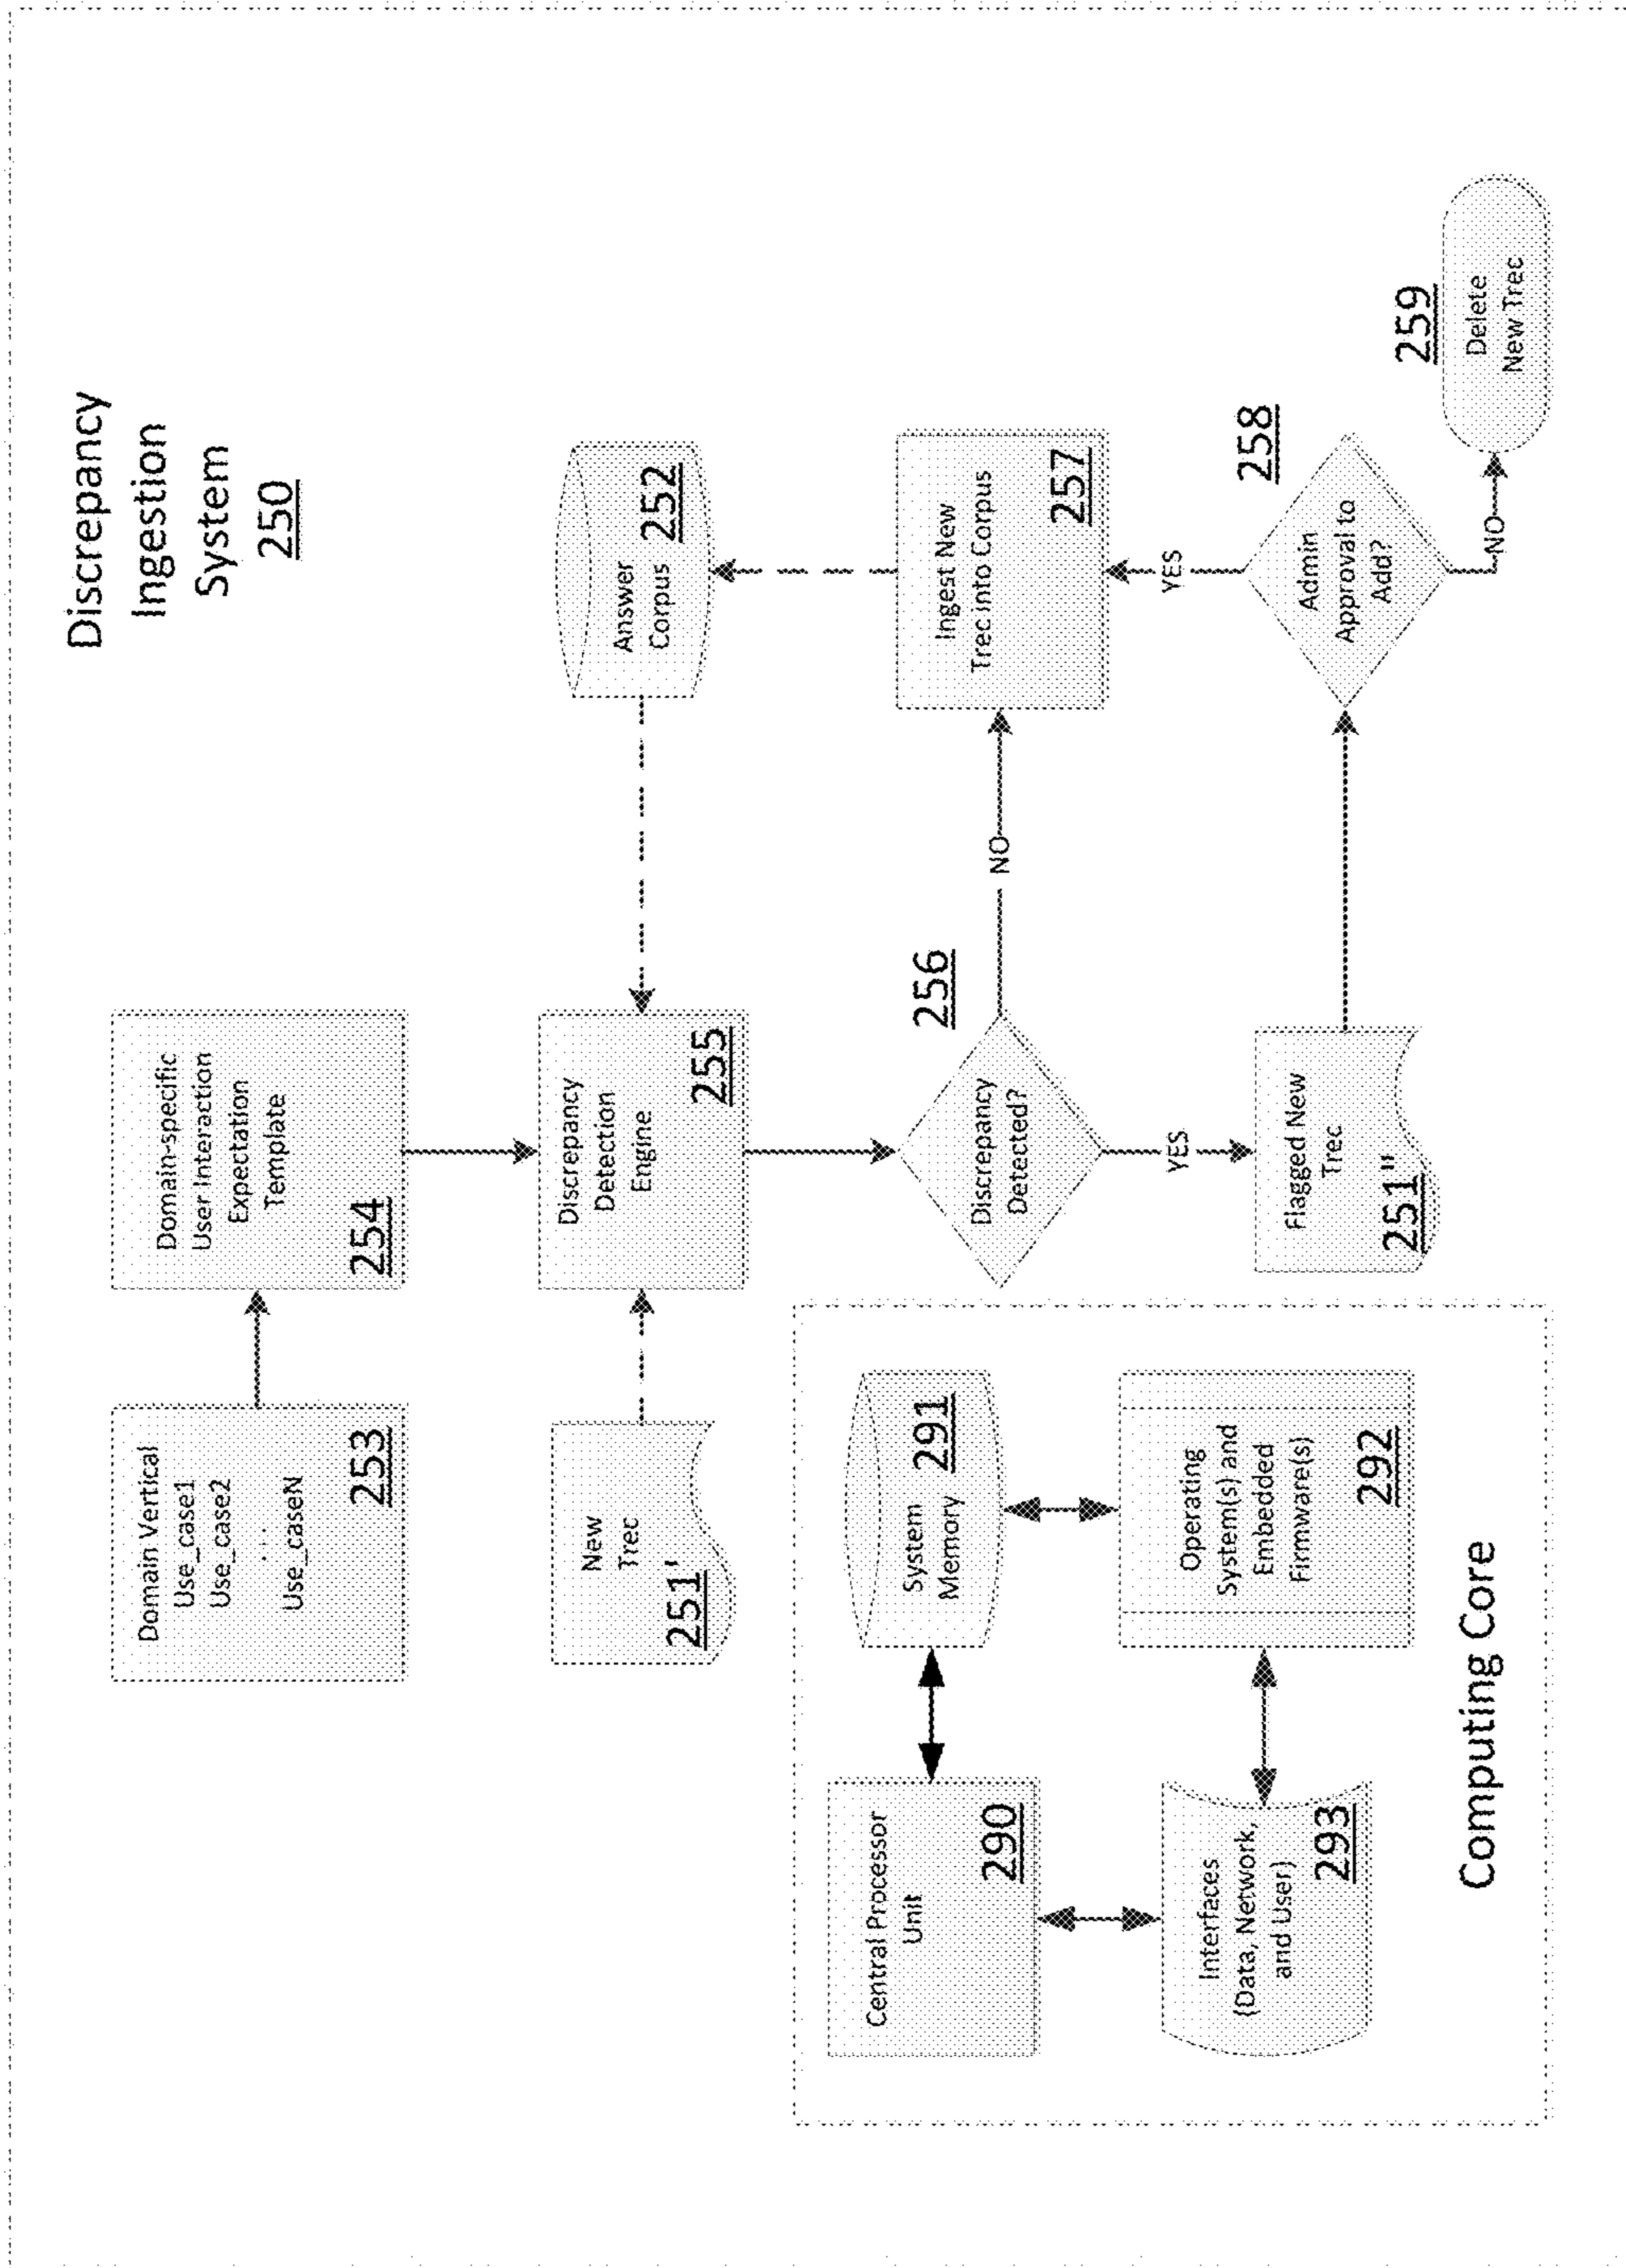 Discrepancy
Ingestion
System
250
Domain Vertical
Use_case1
Use_case2
. . .
Use_caseN
253
Domain-specific
User Interaction
Expectation
Template
254
New
Trec
251'
Discrepancy
Detection
Engine
255
Answer
Corpus
252
Discrepancy
Detected?
256
NO
Ingest New
Trec into Corpus
257
YES
YES
Flagged New
Trec
251"
Admin
Approval to
Add?
258
NO
Delete
New Trec
259
Central Processor
Unit
290
System
Memory
291
Interfaces
(Data, Network,
and User)
293
Operating
System(s) and
Embedded
Firmware(s)
292
Computing Core